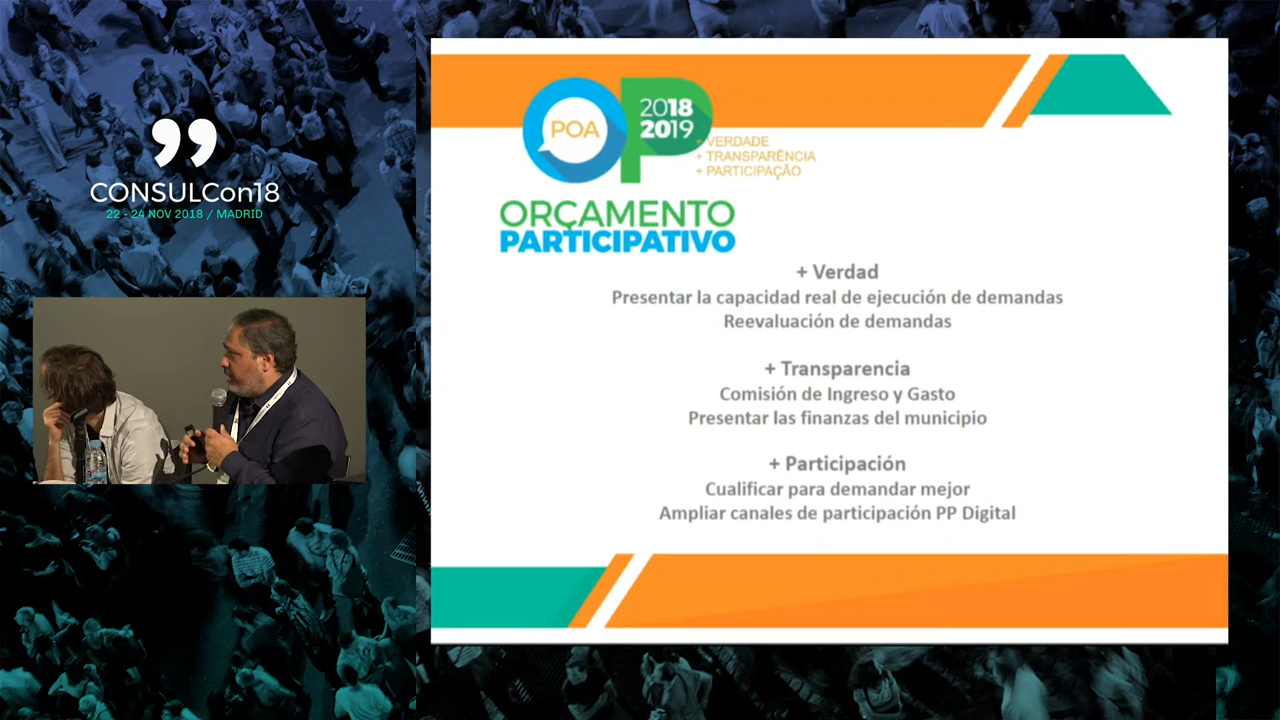 CONSULCon18
22 - 24 NOV 2018 / MADRID
OP
POA
2018
2019
+ VERDADE
+ TRANSPARÊNCIA
+ PARTICIPAÇÃO
ORÇAMENTO
PARTICIPATIVO
+ Verdad
Presentar la capacidad real de ejecución de demandas
Reevaluación de demandas
+ Transparencia
Comisión de Ingreso y Gasto
Presentar las finanzas del municipio
+ Participación
Cualificar para demandar mejor
Ampliar canales de participación PP Digital